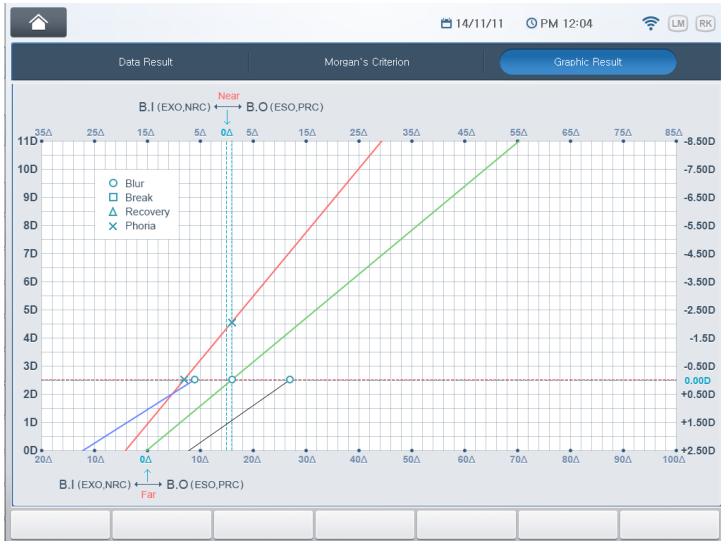 14/11/11 PM 12:04 LM RK
Data Result Morgan's Criterion Graphic Result
Near
B.I (EXO,NRC) B.O (ESO,PRC)
35Δ 25Δ 15Δ 5Δ 0Δ 5Δ 15Δ 25Δ 35Δ 45Δ 55Δ 65Δ 75Δ 85Δ
11D -8.50D
10D -7.50D
9D -6.50D
8D -5.50D
7D -4.50D
6D -3.50D
5D -2.50D
4D -1.5D
3D -0.50D
0.00D
2D +0.50D
1D +1.50D
0D +2.50D
Blur
Break
Recovery
Phoria
20Δ 10Δ 0Δ 10Δ 20Δ 30Δ 40Δ 50Δ 60Δ 70Δ 80Δ 90Δ 100Δ
B.I (EXO,NRC) B.O (ESO,PRC)
Far